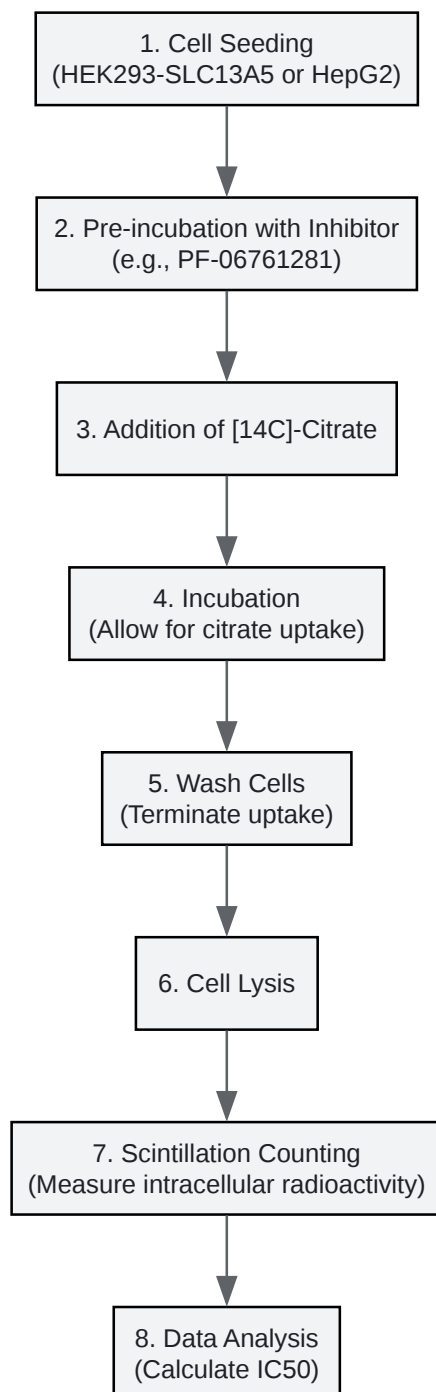 1. Cell Seeding
(HEK293-SLC13A5 or HepG2)
2. Pre-incubation with Inhibitor
(e.g., PF-06761281)
3. Addition of [14C]-Citrate
4. Incubation
(Allow for citrate uptake)
5. Wash Cells
(Terminate uptake)
6. Cell Lysis
7. Scintillation Counting
(Measure intracellular radioactivity)
8. Data Analysis
(Calculate IC50)